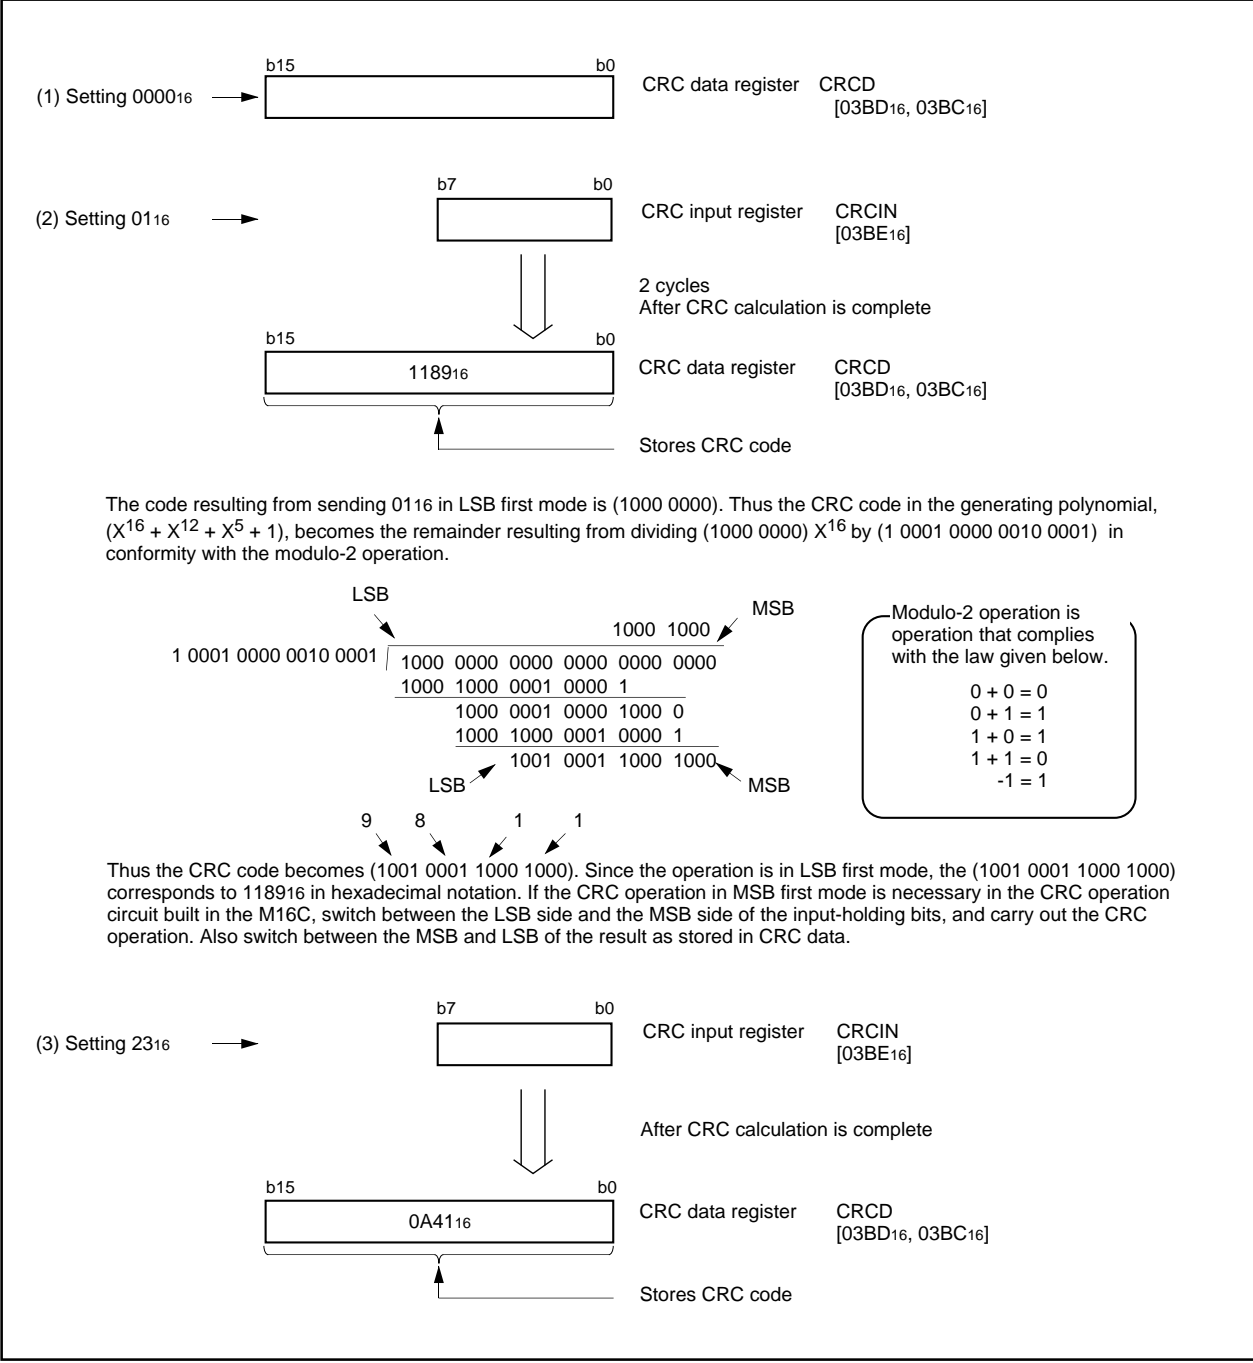 b15 b0
(1) Setting 0000₁₆ CRC data register CRCD
[03BD₁₆, 03BC₁₆]
b7 b0
(2) Setting 01₁₆ CRC input register CRCIN
[03BE₁₆]
2 cycles
After CRC calculation is complete
b15 b0
1189₁₆ CRC data register CRCD
[03BD₁₆, 03BC₁₆]
Stores CRC code
The code resulting from sending 01₁₆ in LSB first mode is (1000 0000). Thus the CRC code in the generating polynomial,
(X¹⁶ + X¹² + X⁵ + 1), becomes the remainder resulting from dividing (1000 0000) X¹⁶ by (1 0001 0000 0010 0001) in
conformity with the modulo-2 operation.
LSB MSB
1000 1000
1 0001 0000 0010 0001 1000 0000 0000 0000 0000 0000
1000 1000 0001 0000 1
1000 0001 0000 1000 0
1000 1000 0001 0000 1
1001 0001 1000 1000
LSB MSB
Modulo-2 operation is
operation that complies
with the law given below.
0 + 0 = 0
0 + 1 = 1
1 + 0 = 1
1 + 1 = 0
-1 = 1
9 8 1 1
Thus the CRC code becomes (1001 0001 1000 1000). Since the operation is in LSB first mode, the (1001 0001 1000 1000)
corresponds to 1189₁₆ in hexadecimal notation. If the CRC operation in MSB first mode is necessary in the CRC operation
circuit built in the M16C, switch between the LSB side and the MSB side of the input-holding bits, and carry out the CRC
operation. Also switch between the MSB and LSB of the result as stored in CRC data.
b7 b0
(3) Setting 23₁₆ CRC input register CRCIN
[03BE₁₆]
After CRC calculation is complete
b15 b0
0A41₁₆ CRC data register CRCD
[03BD₁₆, 03BC₁₆]
Stores CRC code